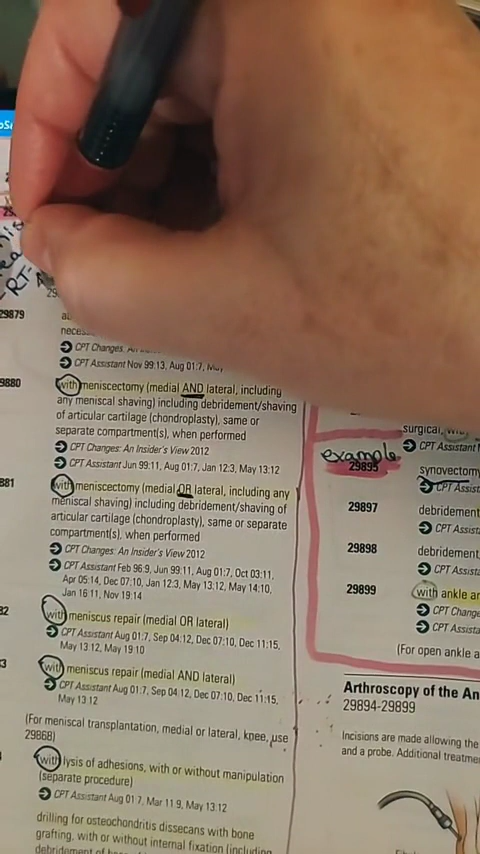 RT-
29879
neces
CPT Changes: An
CPT Assistant Nov 99:13, Aug 01:7,
9880
with meniscectomy (medial AND lateral, including
any meniscal shaving) including debridement/shaving
of articular cartilage (chondroplasty), same or
separate compartment(s), when performed
CPT Changes: An Insider's View 2012
CPT Assistant Jun 99:11, Aug 01:7, Jan 12:3, May 13:12
881
with meniscectomy (medial OR lateral, including any
meniscal shaving) including debridement/shaving of
articular cartilage (chondroplasty), same or separate
compartment(s), when performed
CPT Changes: An Insider's View 2012
CPT Assistant Feb 96:9, Jun 99:11, Aug 01:7, Oct 03:11,
Apr 05:14, Dec 07:10, Jan 12:3, May 13:12, May 14:10,
Jan 16:11, Nov 19:14
82
with meniscus repair (medial OR lateral)
CPT Assistant Aug 01:7, Sep 04:12, Dec 07:10, Dec 11:15,
May 13:12, May 19:10
3
with meniscus repair (medial AND lateral)
CPT Assistant Aug 01:7, Sep 04:12, Dec 07:10, Dec 11:15,
May 13:12
(For meniscal transplantation, medial or lateral, knee, use
29868)
with lysis of adhesions, with or without manipulation
(separate procedure)
CPT Assistant Aug 01:7, Mar 11:9, May 13:12
drilling for osteochondritis dissecans with bone
grafting, with or without internal fixation (including
debridement of
surgical, with
CPT Assistant
example
29895
synovectomy
CPT Assist
29897
debridement
CPT Assist
29898
debridement
CPT Assista
29899
with ankle ar
CPT Change
CPT Assista
(For open ankle a
Arthroscopy of the An
29894-29899
Incisions are made allowing the
and a probe. Additional treatme